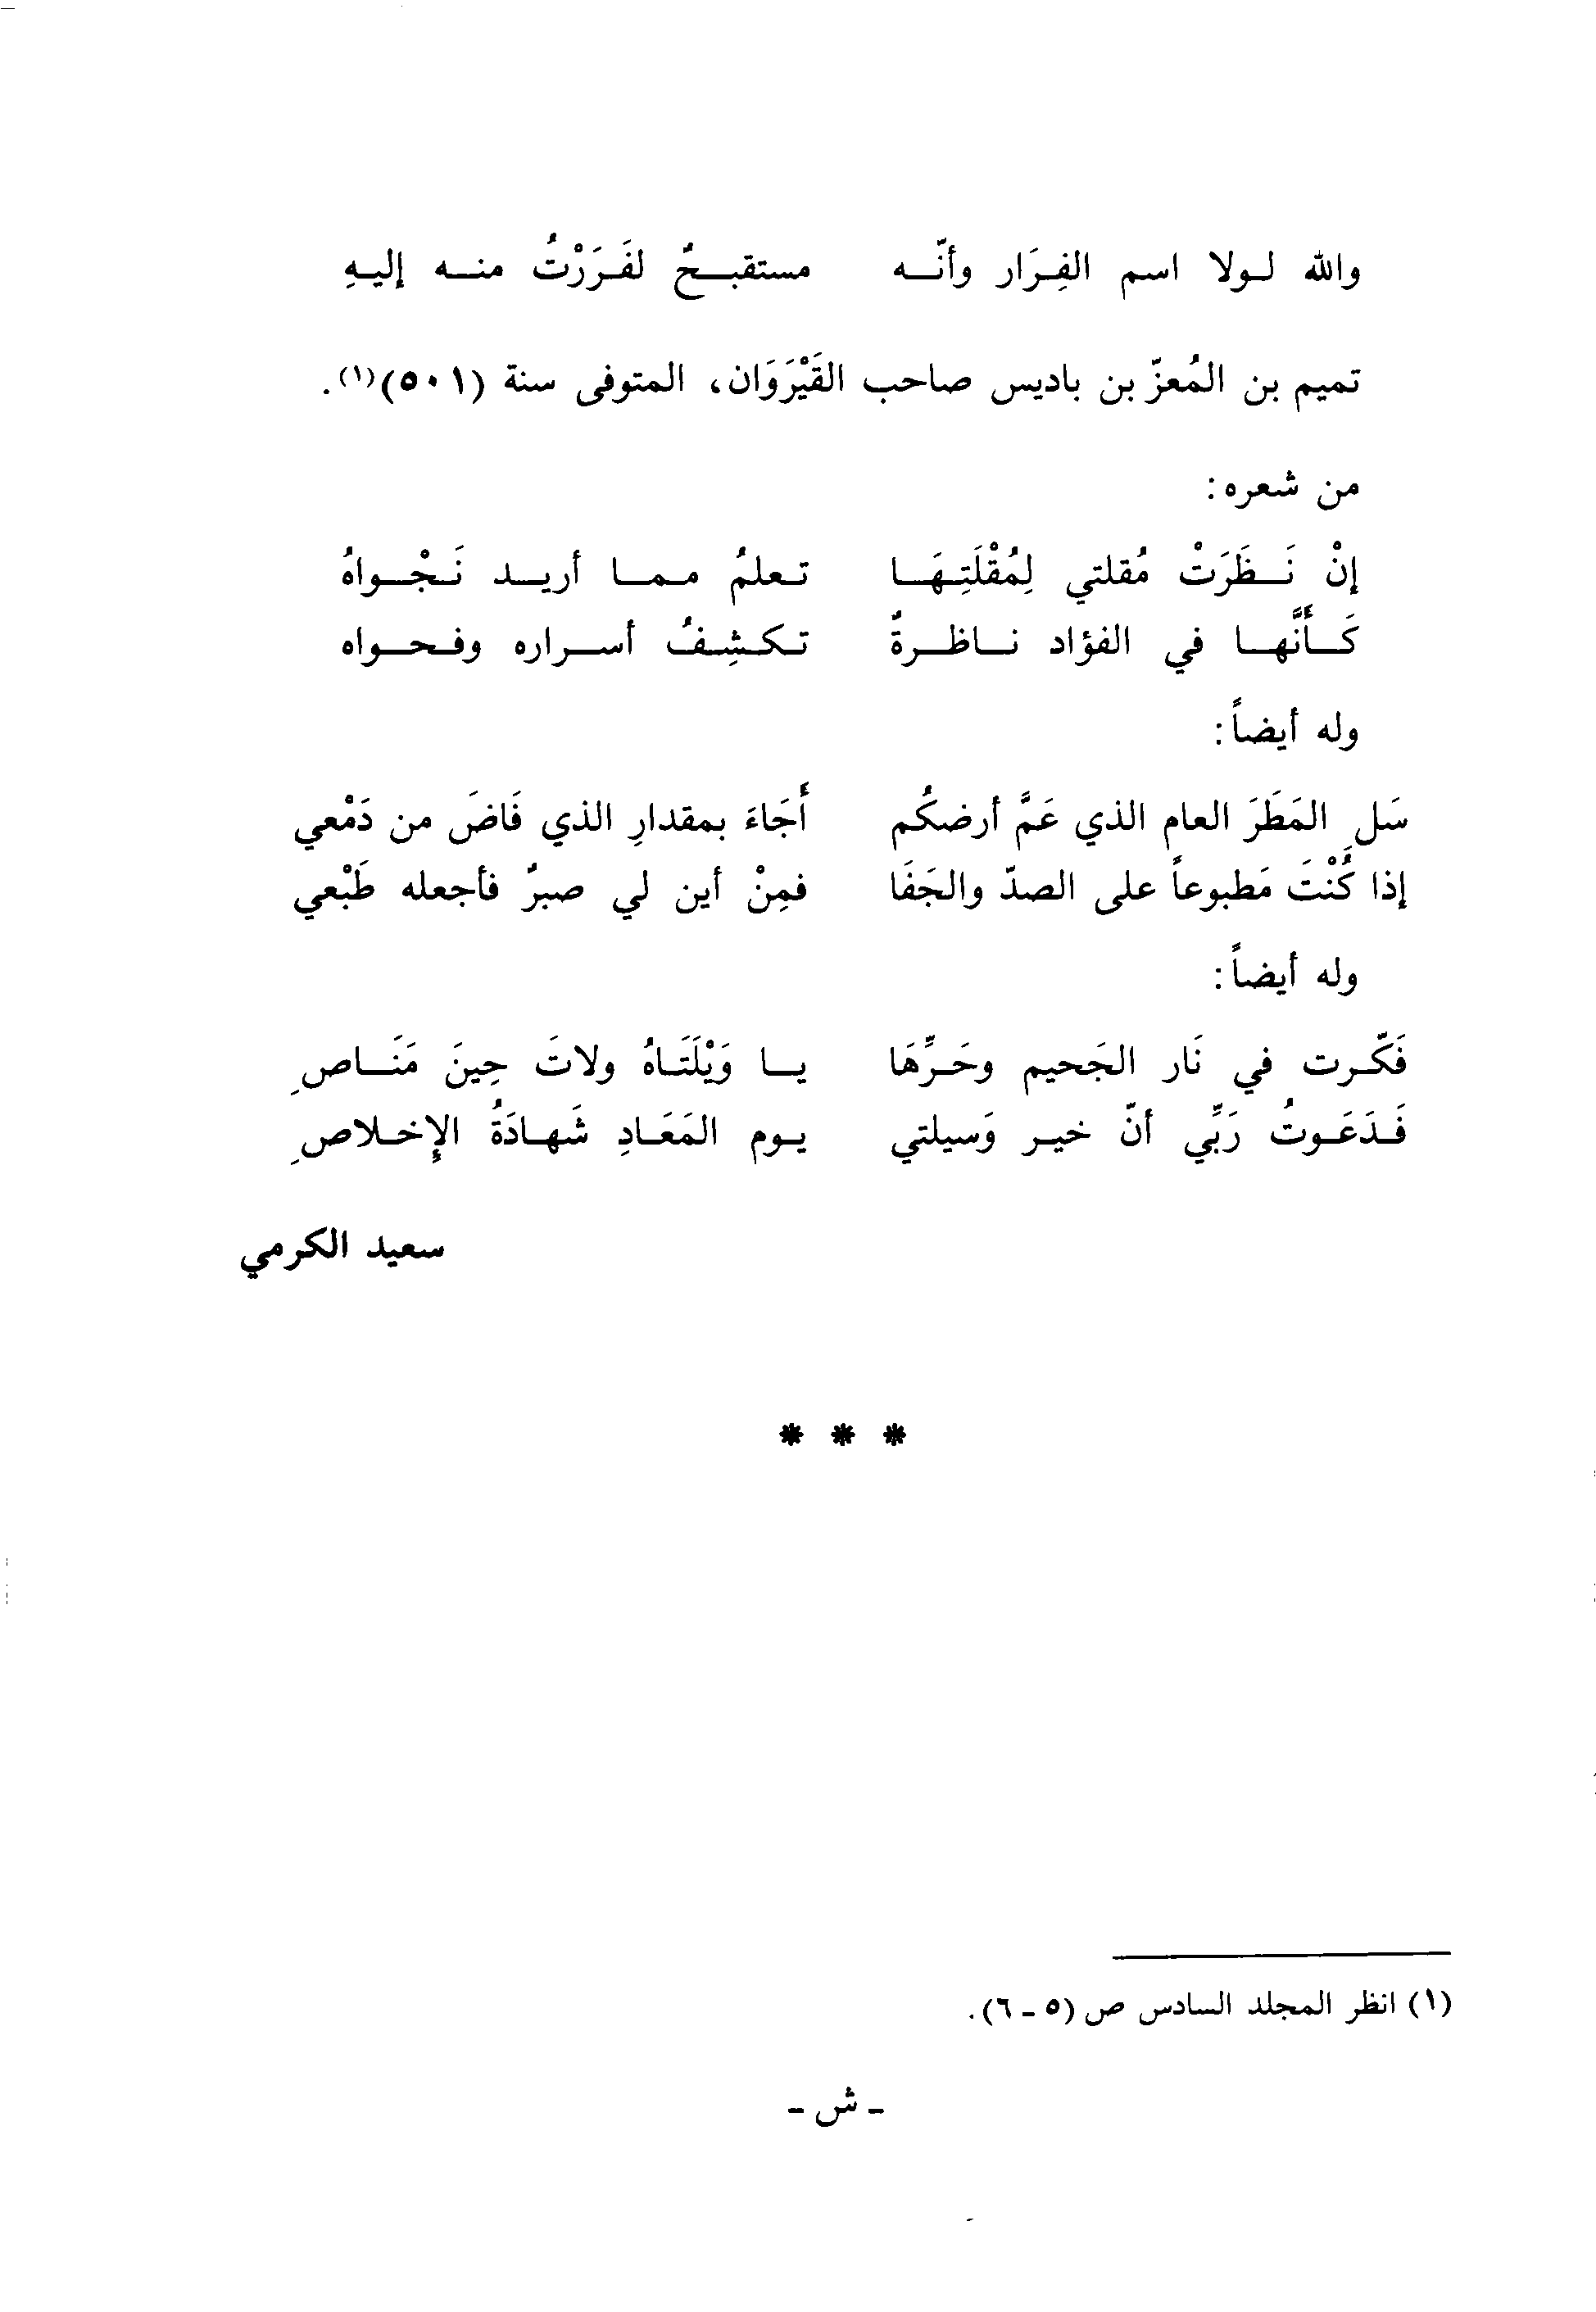 والله لولا اسم الفِرَار وأنّه مستقبحٌ لفَرَرْتُ منه إليهِ
تميم بن المُعزّ بن باديس صاحب القَيْرَوَان، المتوفى سنة (٥٠١)(١).
من شعره:
إنْ نَظَرَتْ مُقلتي لِمُقْلَتِهَا تعلمُ مما أريد نَجْواهُ
كَأنَّها في الفؤاد ناظرةٌ تكشِفُ أسراره وفحواه
وله أيضاً:
سَلِ المَطَرَ العام الذي عَمَّ أرضكُم أَجَاءَ بمقدارِ الذي فَاضَ من دَمْعي
إذا كُنْتَ مَطبوعاً على الصدّ والجَفَا فمِنْ أين لي صبرٌ فأجعله طَبْعي
وله أيضاً:
فَكّرت في نَار الجَحيم وحَرِّهَا يا وَيْلَتَاهُ ولاتَ حِينَ مَنَاصِ
فَدَعَوتُ رَبِّي أنّ خير وَسيلتي يوم المَعَادِ شَهادَةُ الإِخلاصِ
سعيد الكرمي
* * *
(١) انظر المجلد السادس ص (٥ - ٦).
- ش -